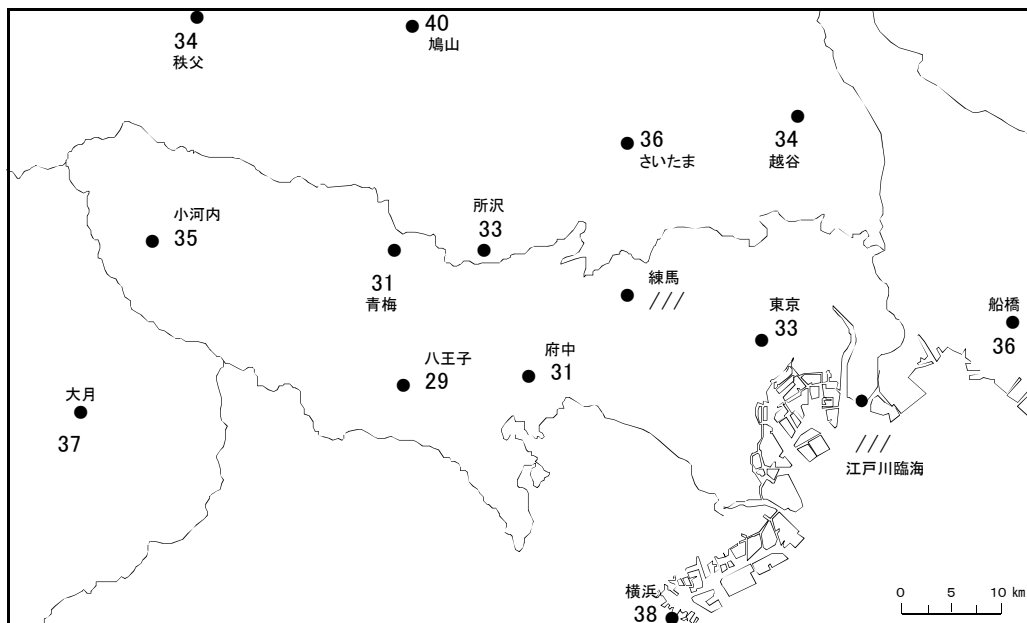 34
秩父
40
鳩山
36
さいたま
34
越谷
小河内
35
所沢
33
31
青梅
練馬
///
東京
33
船橋
36
八王子
29
府中
31
大月
37
///
江戸川臨海
横浜
38
0 5 10 km